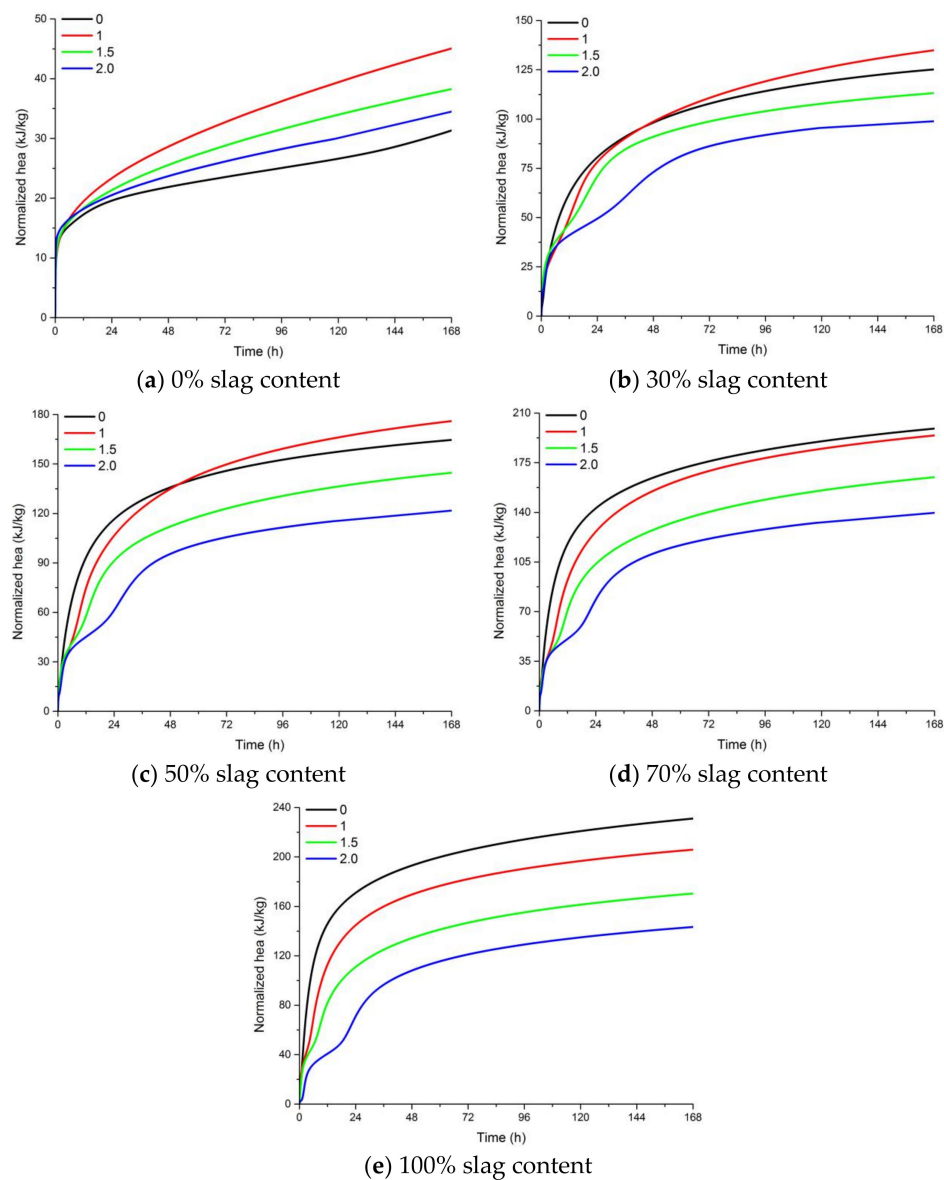 50
40
30
20
10
0
0
1
1.5
2.0
Normalized hea (kJ/kg)
0 24 48 72 96 120 144 168
Time (h)
(a) 0% slag content
150
125
100
75
50
25
0
0
1
1.5
2.0
Normalized hea (kJ/kg)
0 24 48 72 96 120 144 168
Time (h)
(b) 30% slag content
180
150
120
90
60
30
0
0
1
1.5
2.0
Normalized hea (kJ/kg)
0 24 48 72 96 120 144 168
Time (h)
(c) 50% slag content
210
175
140
105
70
35
0
0
1
1.5
2.0
Normalized hea (kJ/kg)
0 24 48 72 96 120 144 168
Time (h)
(d) 70% slag content
240
200
160
120
80
40
0
0
1
1.5
2.0
Normalized hea (kJ/kg)
0 24 48 72 96 120 144 168
Time (h)
(e) 100% slag content